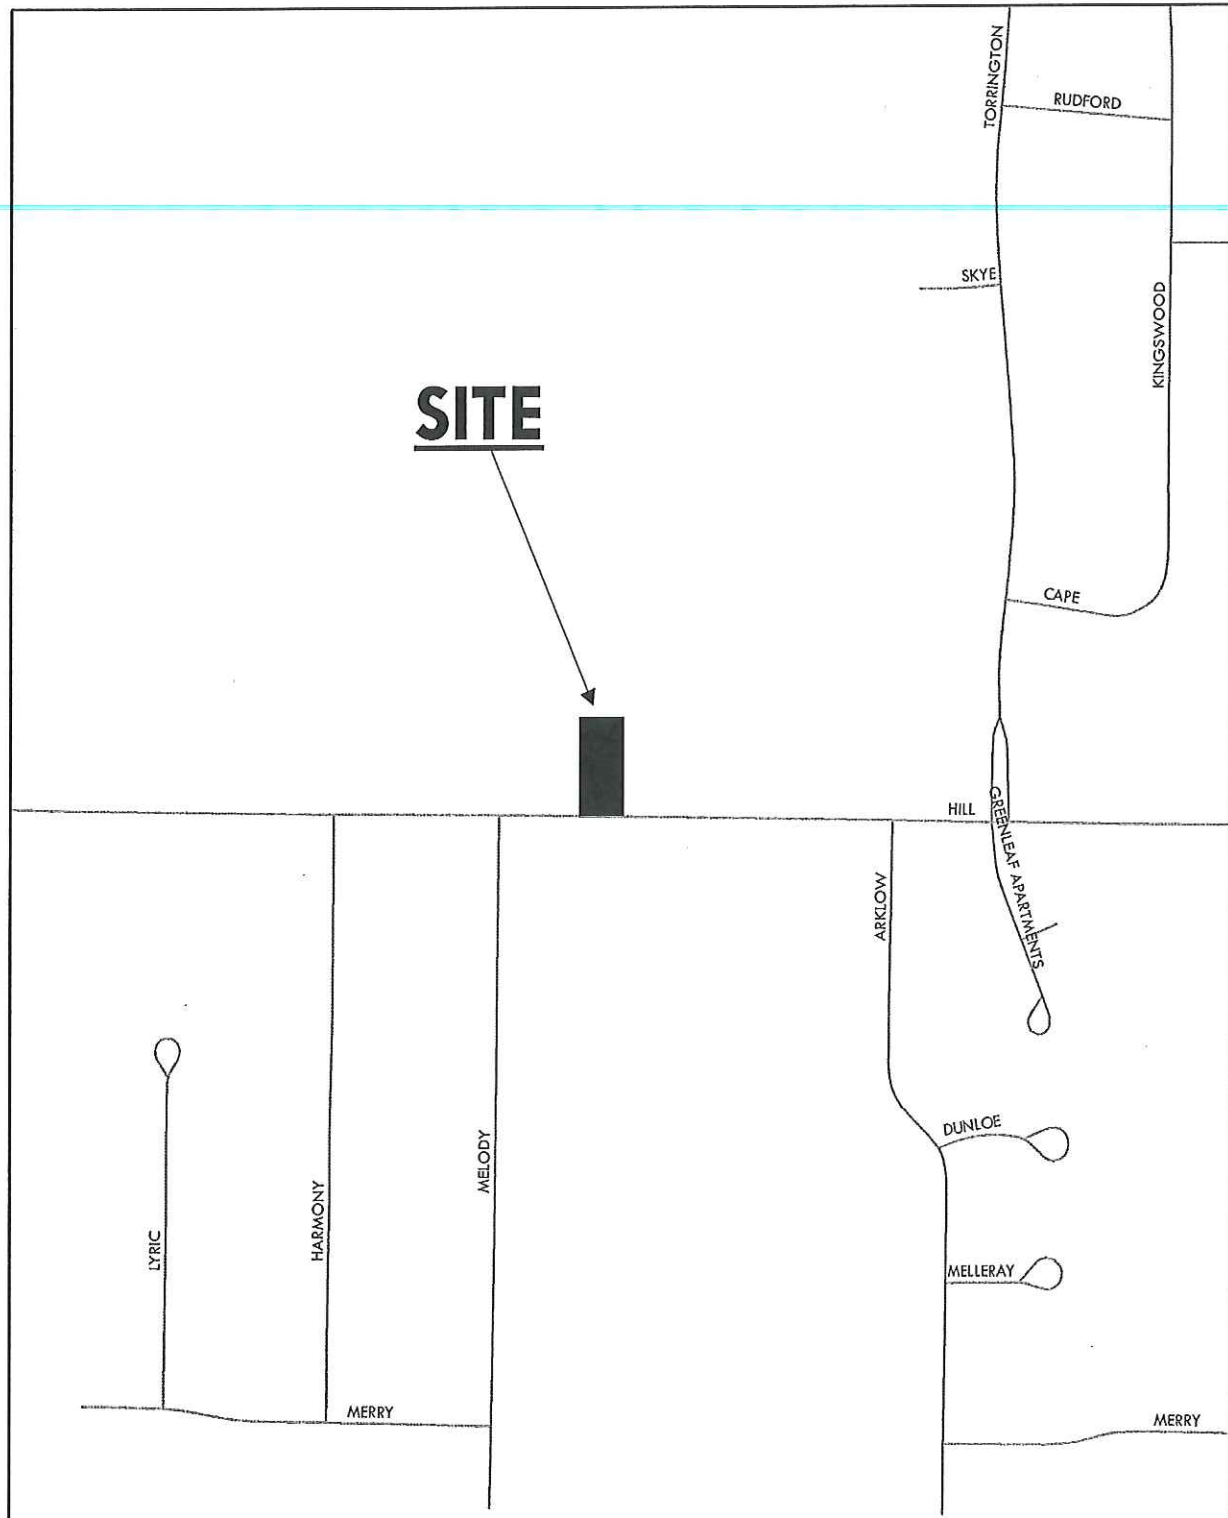 TORRINGTON
RUDFORD
SKYE
KINGSWOOD
SITE
CAPE
HILL
GREENLEAF APARTMENTS
ARKLOW
DUNLOE
MELODY
HARMONY
LYRIC
MELLERAY
MERRY
MERRY